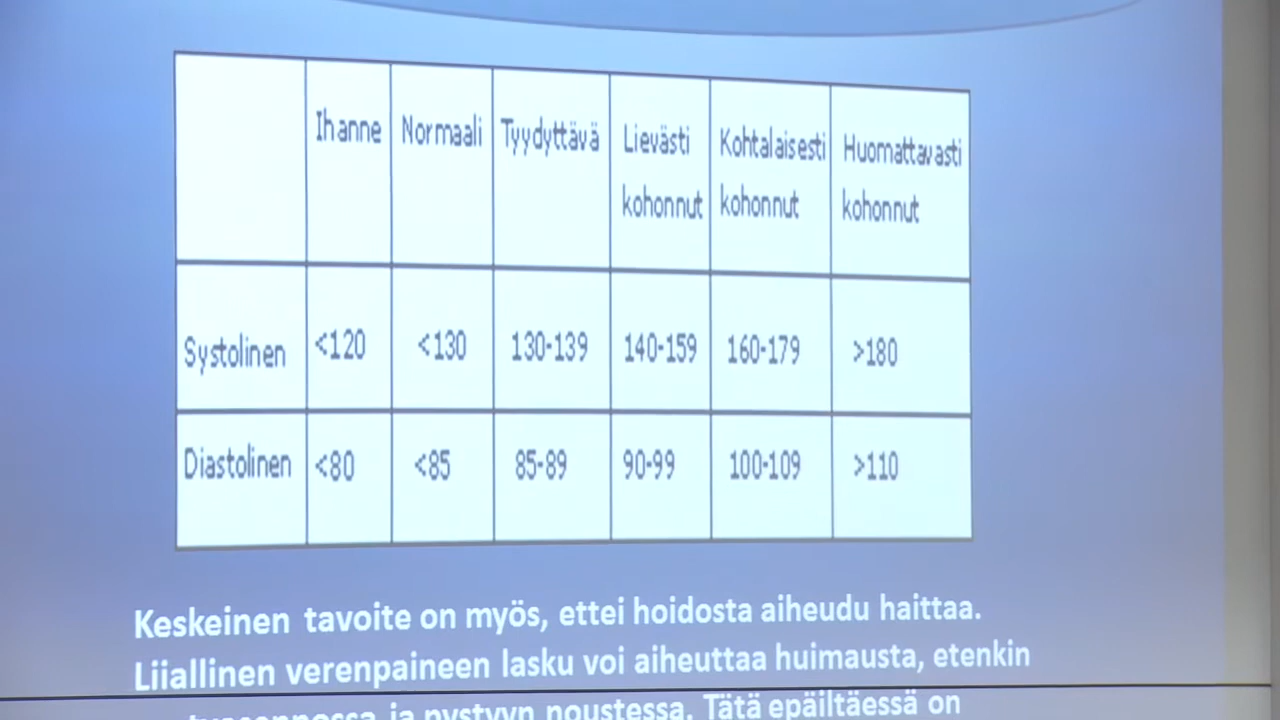 Ihanne Normaali Tyydyttävä Lievästi kohonnut Kohtalaisesti kohonnut Huomattavasti kohonnut
Systolinen <120 <130 130-139 140-159 160-179 >180
Diastolinen <80 <85 85-89 90-99 100-109 >110
Keskeinen tavoite on myös, ettei hoidosta aiheudu haittaa.
Liiallinen verenpaineen lasku voi aiheuttaa huimausta, etenkin
ja pystyyn noustessa. Tätä epäiltäessä on